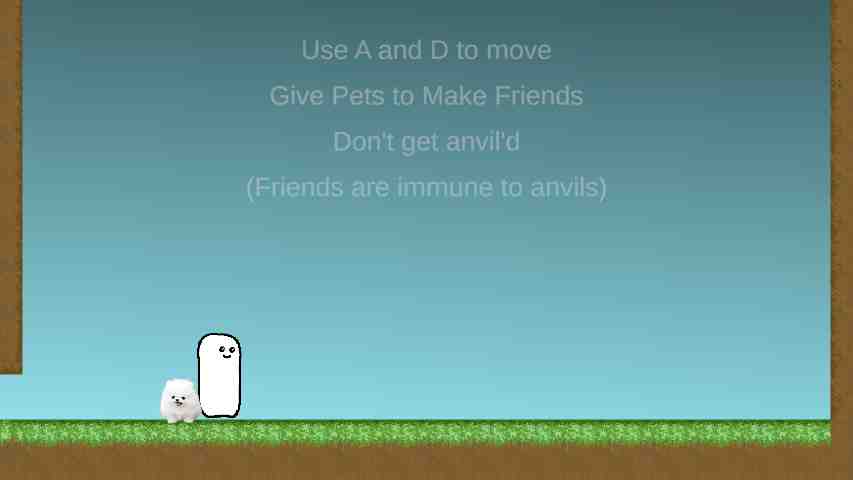 Use A and D to move
Give Pets to Make Friends
Don't get anvil'd
(Friends are immune to anvils)